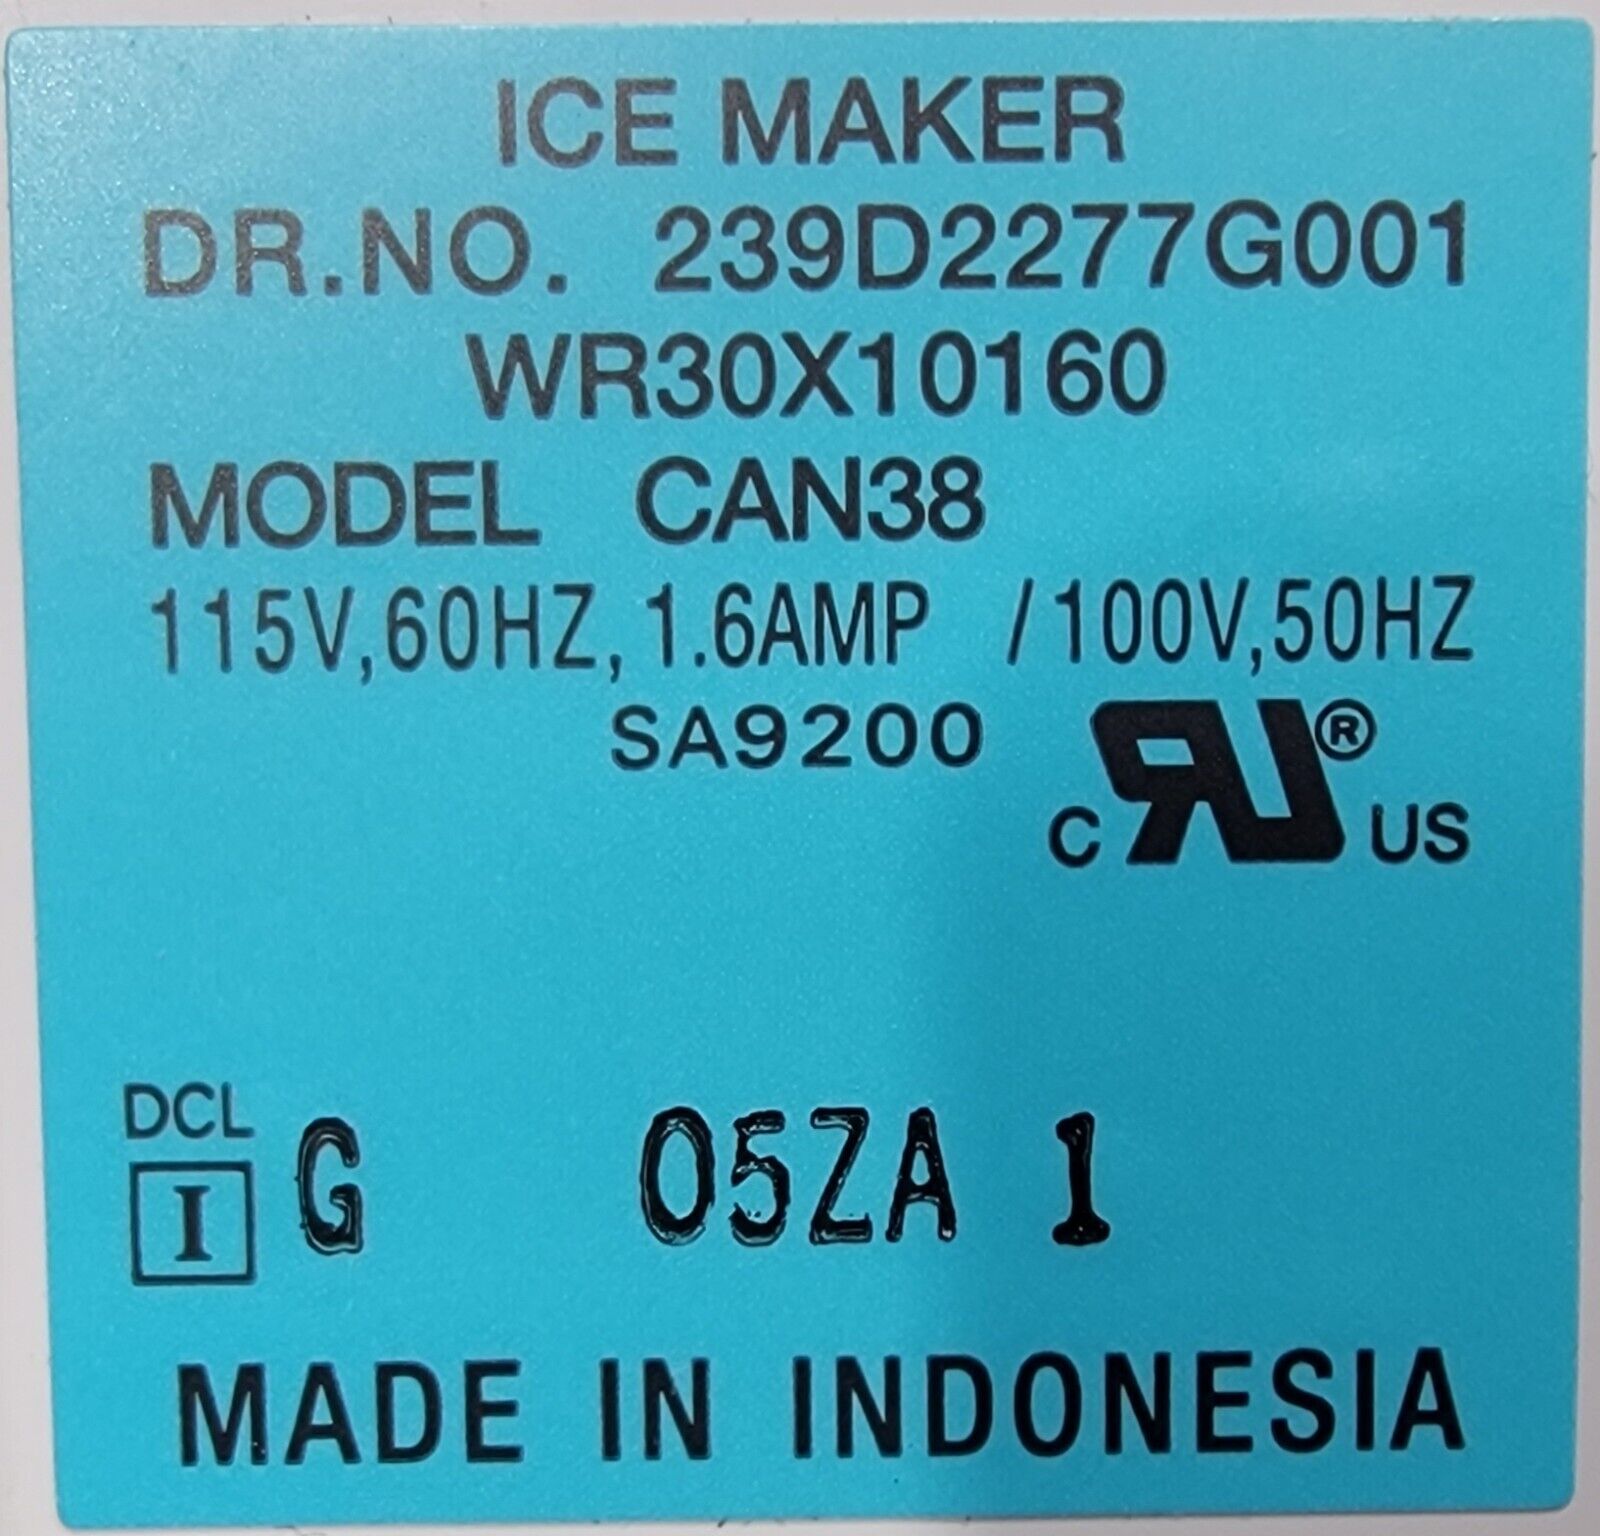 ICE MAKER
DR.NO. 239D2277G001
WR30X10160
MODEL CAN38
115V,60HZ,1.6AMP /100V,50HZ
SA9200
C RU® US
DCL
I G 05ZA 1
MADE IN INDONESIA